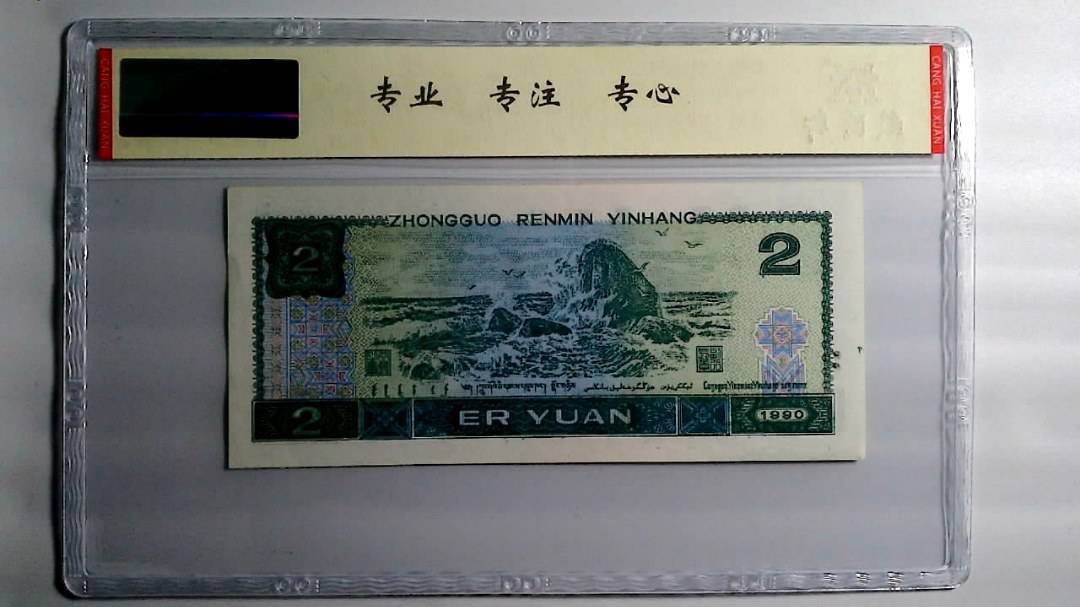 专业 专注 专心
CANG HAI XUAN
CANG HAI XUAN
ZHONGGUO RENMIN YINHANG
2
2
2
ER YUAN
1990